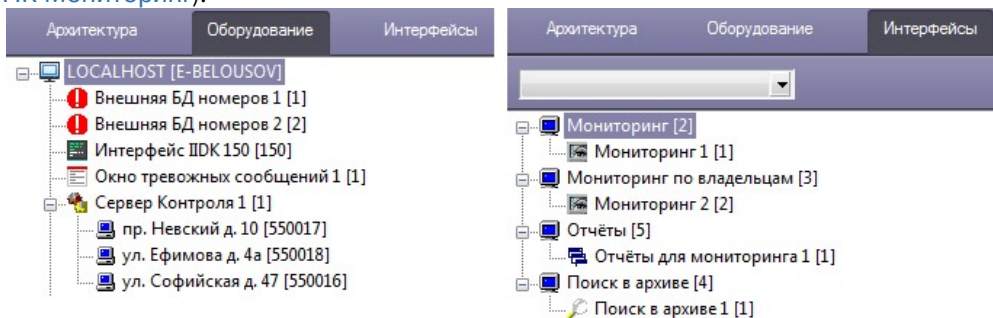 АК Мониторинг).
Архитектура Оборудование Интерфейсы
LOCALHOST [E-BELOUSOV]
Внешняя БД номеров 1 [1]
Внешняя БД номеров 2 [2]
Интерфейс IIDK 150 [150]
Окно тревожных сообщений 1 [1]
Сервер Контроля 1 [1]
пр. Невский д. 10 [550017]
ул. Ефимова д. 4а [550018]
ул. Софийская д. 47 [550016]
Архитектура Оборудование Интерфейсы
Мониторинг [2]
Мониторинг 1 [1]
Мониторинг по владельцам [3]
Мониторинг 2 [2]
Отчёты [5]
Отчёты для мониторинга 1 [1]
Поиск в архиве [4]
Поиск в архиве 1 [1]